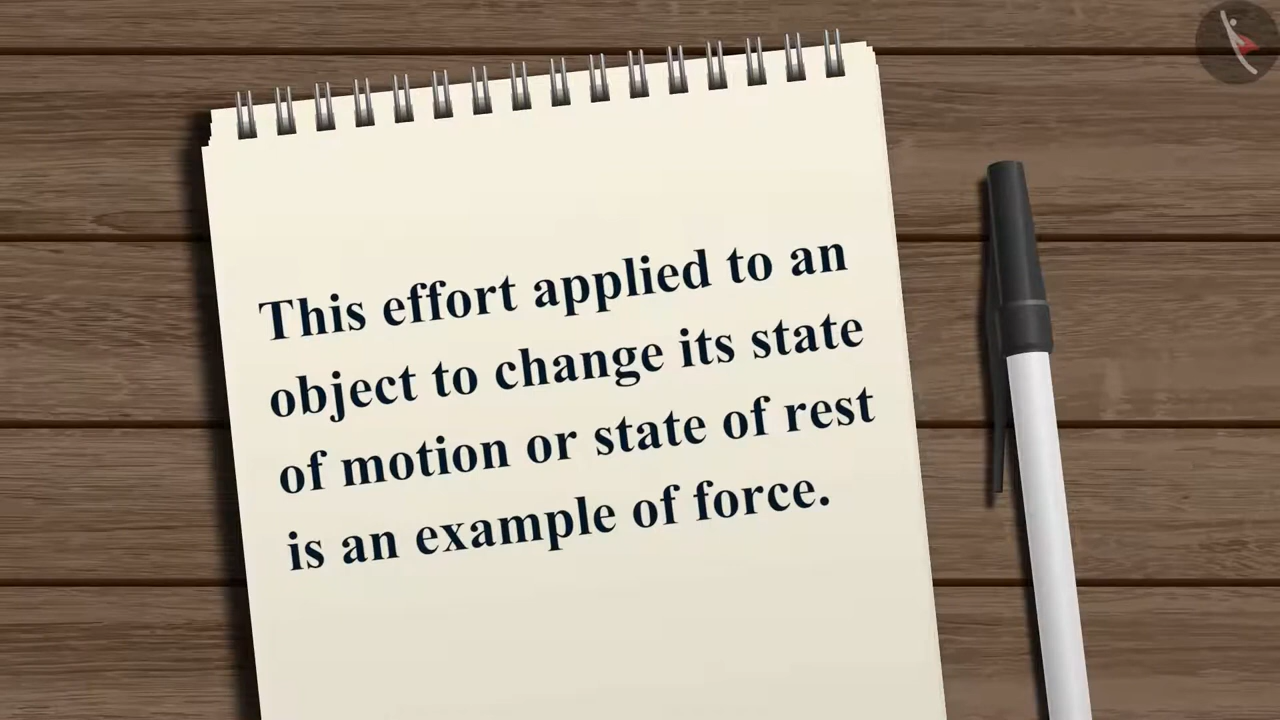 This effort applied to an
object to change its state
of motion or state of rest
is an example of force.